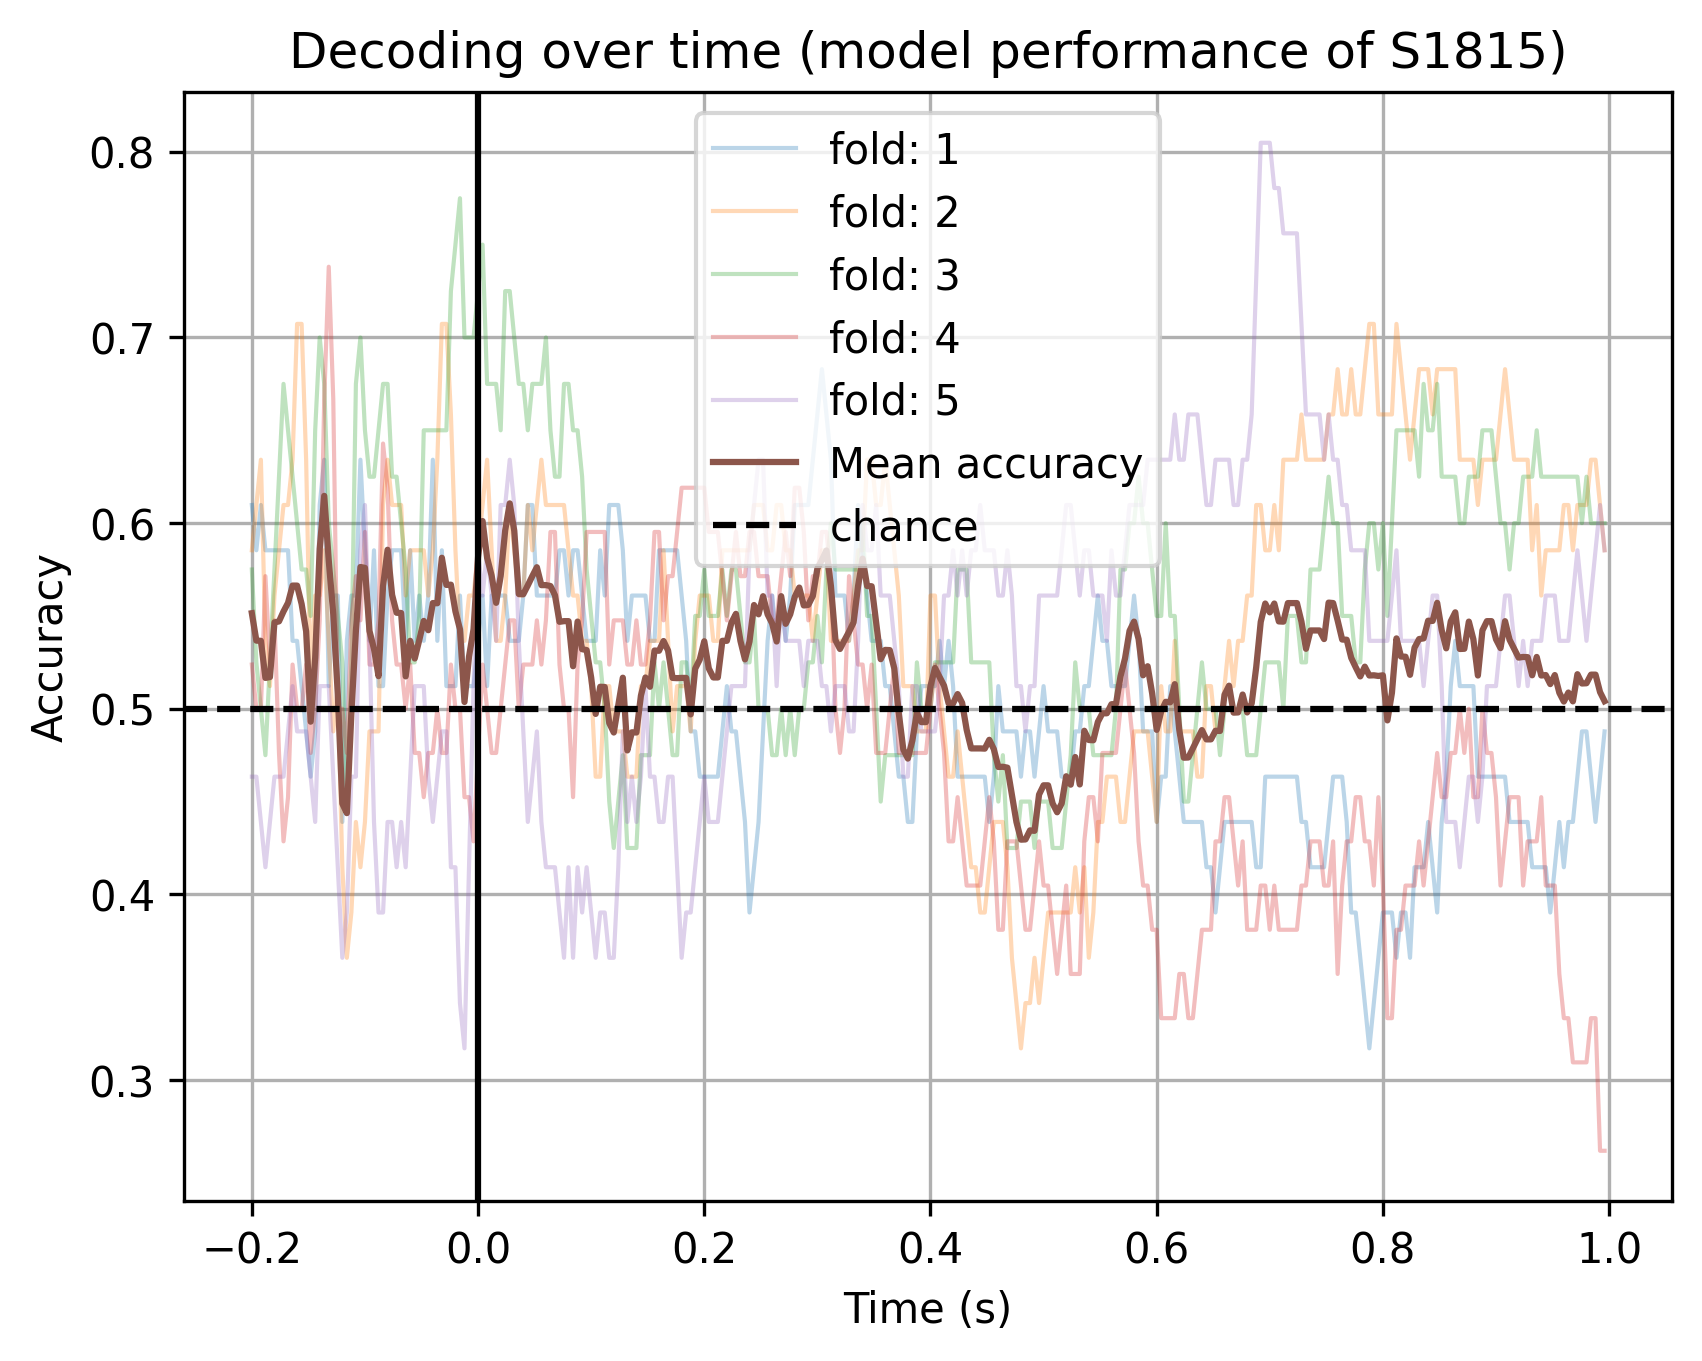 Decoding over time (model performance of S1815)
fold: 1
fold: 2
fold: 3
fold: 4
fold: 5
Mean accuracy
chance
Accuracy
0.8
0.7
0.6
0.5
0.4
0.3
−0.2 0.0 0.2 0.4 0.6 0.8 1.0
Time (s)